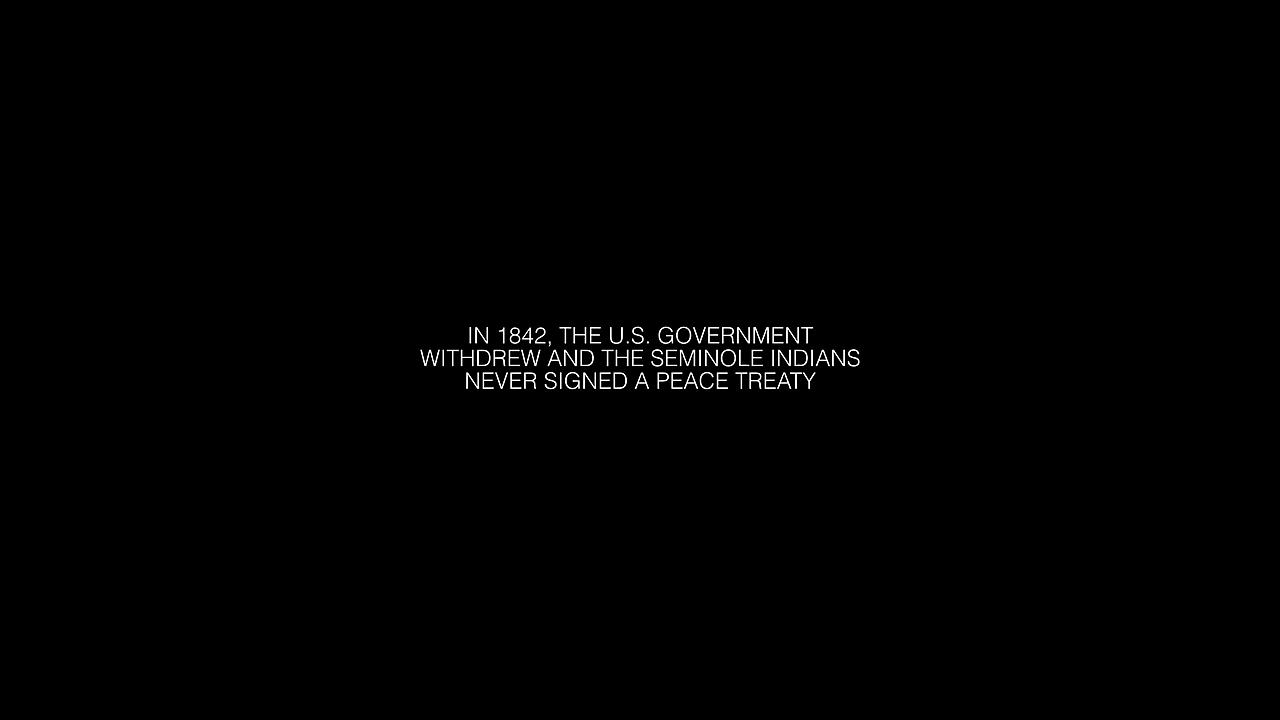 IN 1842, THE U.S. GOVERNMENT
WITHDREW AND THE SEMINOLE INDIANS
NEVER SIGNED A PEACE TREATY